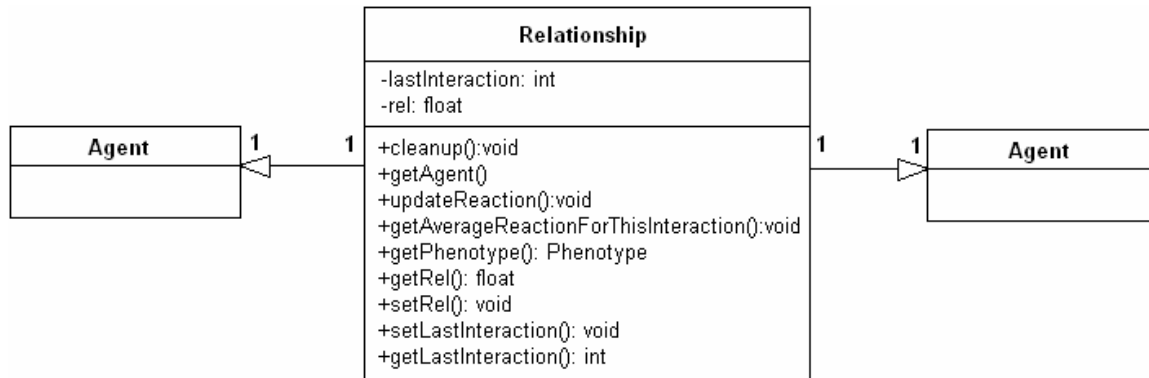 Relationship
-lastInteraction: int
-rel: float
Agent
1
1
+cleanup():void
+getAgent()
+updateReaction():void
+getAverageReactionForThisInteraction():void
+getPhenotype(): Phenotype
+getRel(): float
+setRel(): void
+setLastInteraction(): void
+getLastInteraction(): int
1
1
Agent